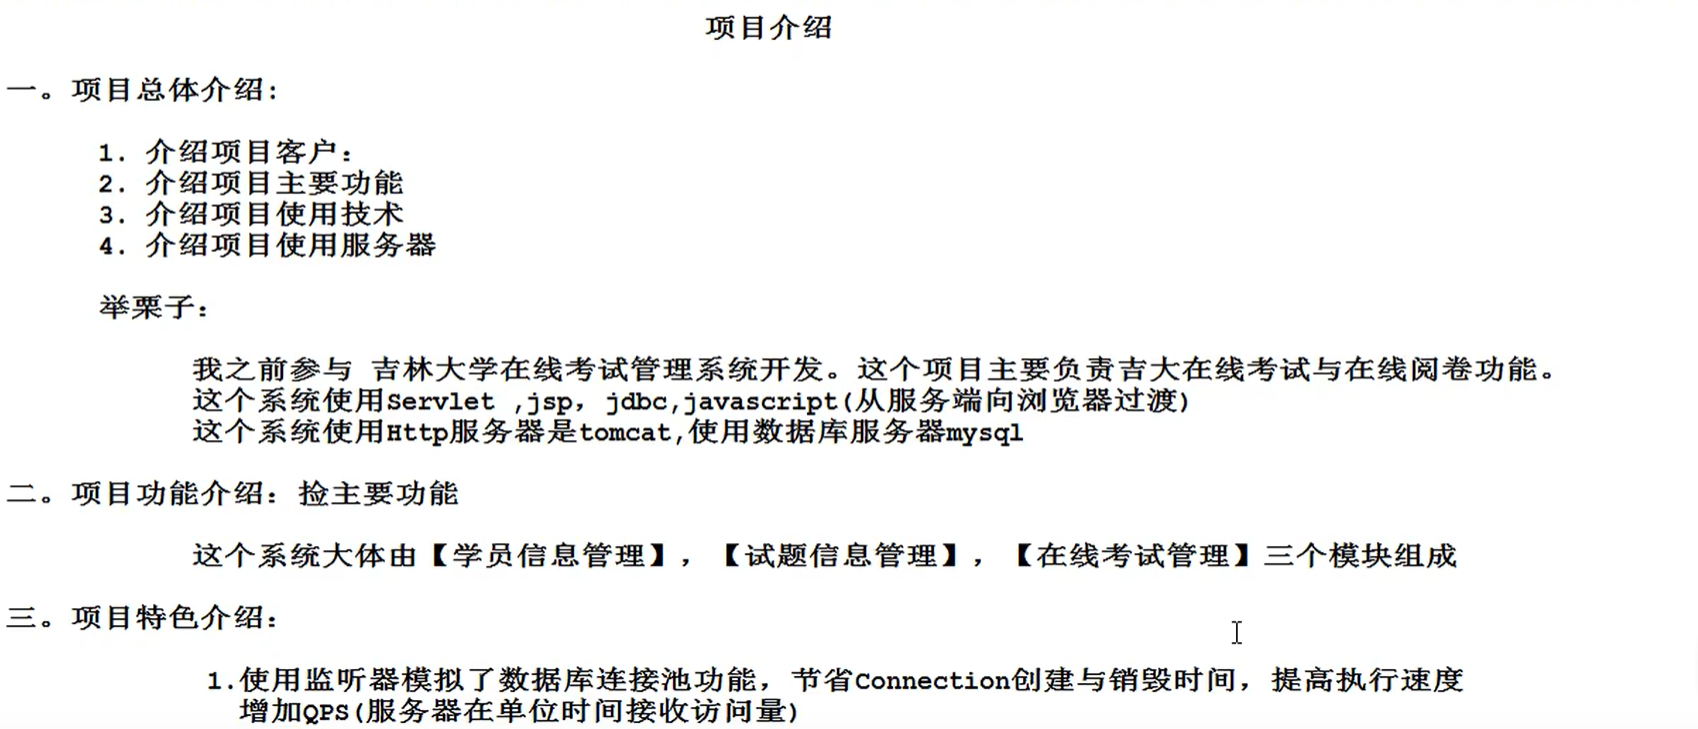 项目介绍
一。项目总体介绍:
1. 介绍项目客户:
2. 介绍项目主要功能
3. 介绍项目使用技术
4. 介绍项目使用服务器
举栗子:
我之前参与 吉林大学在线考试管理系统开发。这个项目主要负责吉大在线考试与在线阅卷功能。
这个系统使用Servlet ,jsp, jdbc,javascript(从服务端向浏览器过渡)
这个系统使用Http服务器是tomcat,使用数据库服务器mysql
二。项目功能介绍: 捡主要功能
这个系统大体由【学员信息管理】, 【试题信息管理】, 【在线考试管理】三个模块组成
三。项目特色介绍:
1.使用监听器模拟了数据库连接池功能, 节省Connection创建与销毁时间, 提高执行速度
增加QPS(服务器在单位时间接收访问量)